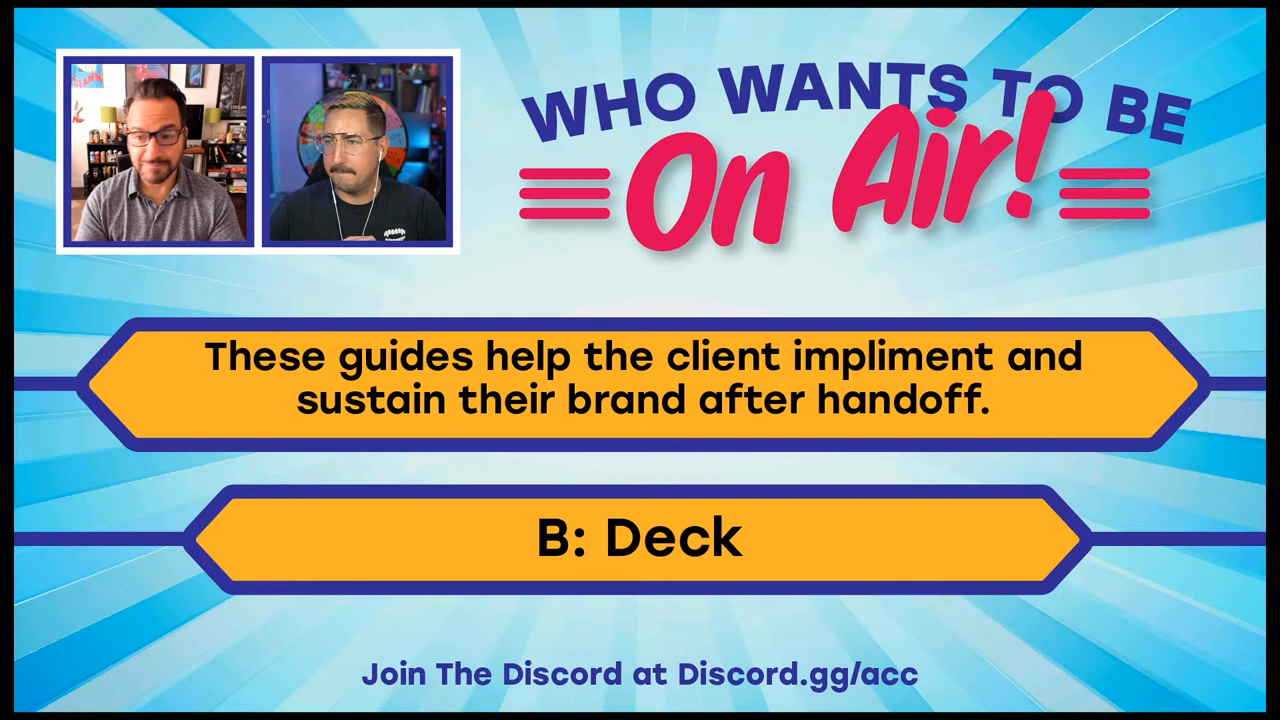 WHO WANTS TO BE
On Air!
These guides help the client impliment and
sustain their brand after handoff.
B: Deck
Join The Discord at Discord.gg/acc